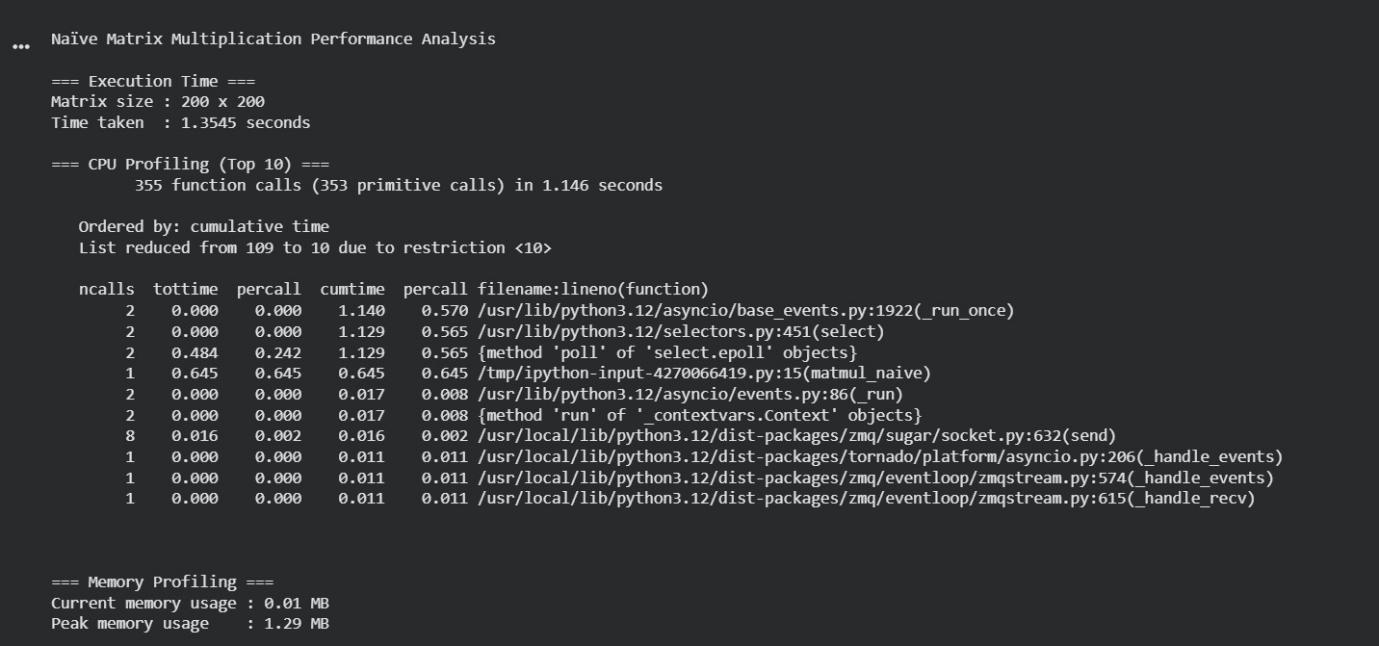 Naïve Matrix Multiplication Performance Analysis
=== Execution Time ===
Matrix size : 200 x 200
Time taken  : 1.3545 seconds
=== CPU Profiling (Top 10) ===
         355 function calls (353 primitive calls) in 1.146 seconds
   Ordered by: cumulative time
   List reduced from 109 to 10 due to restriction <10>
   ncalls  tottime  percall  cumtime  percall filename:lineno(function)
        2    0.000    0.000    1.140    0.570 /usr/lib/python3.12/asyncio/base_events.py:1922(_run_once)
        2    0.000    0.000    1.129    0.565 /usr/lib/python3.12/selectors.py:451(select)
        2    0.484    0.242    1.129    0.565 {method 'poll' of 'select.epoll' objects}
        1    0.645    0.645    0.645    0.645 /tmp/ipython-input-4270066419.py:15(matmul_naive)
        2    0.000    0.000    0.017    0.008 /usr/lib/python3.12/asyncio/events.py:86(_run)
        2    0.000    0.000    0.017    0.008 {method 'run' of '_contextvars.Context' objects}
        8    0.016    0.002    0.016    0.002 /usr/local/lib/python3.12/dist-packages/zmq/sugar/socket.py:632(send)
        1    0.000    0.000    0.011    0.011 /usr/local/lib/python3.12/dist-packages/tornado/platform/asyncio.py:206(_handle_events)
        1    0.000    0.000    0.011    0.011 /usr/local/lib/python3.12/dist-packages/zmq/eventloop/zmqstream.py:574(_handle_events)
        1    0.000    0.000    0.011    0.011 /usr/local/lib/python3.12/dist-packages/zmq/eventloop/zmqstream.py:615(_handle_recv)
=== Memory Profiling ===
Current memory usage : 0.01 MB
Peak memory usage    : 1.29 MB